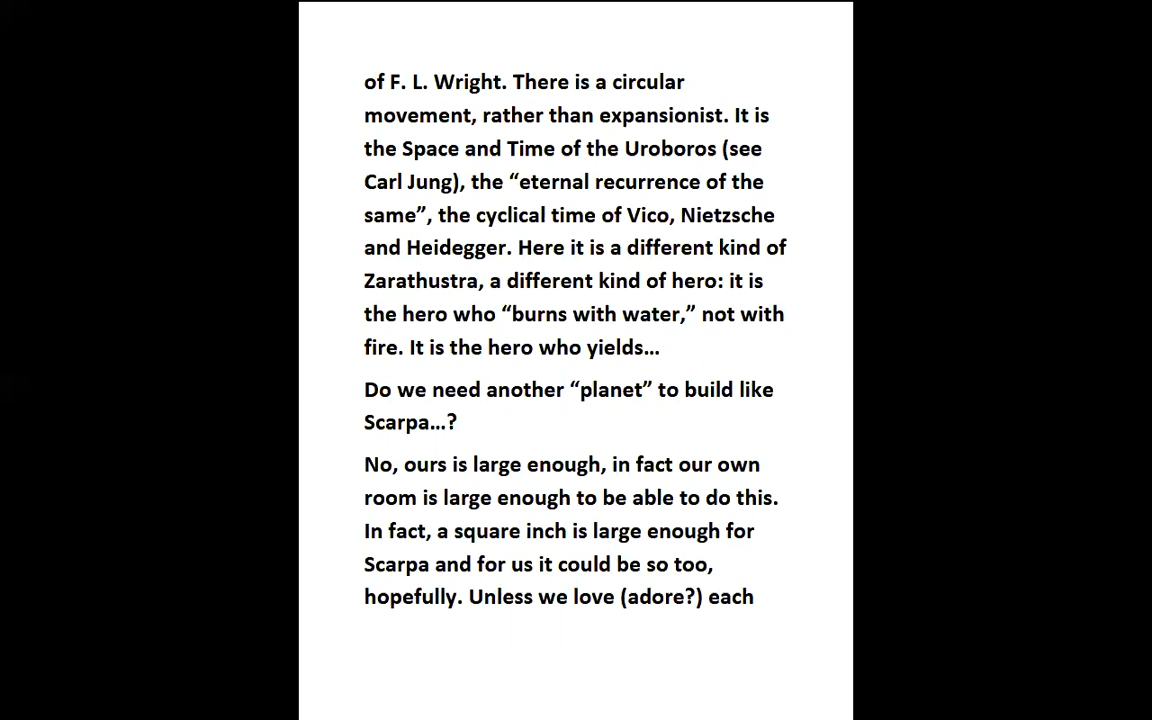 of F. L. Wright. There is a circular
movement, rather than expansionist. It is
the Space and Time of the Uroboros (see
Carl Jung), the “eternal recurrence of the
same”, the cyclical time of Vico, Nietzsche
and Heidegger. Here it is a different kind of
Zarathustra, a different kind of hero: it is
the hero who “burns with water,” not with
fire. It is the hero who yields…
Do we need another “planet” to build like
Scarpa…?
No, ours is large enough, in fact our own
room is large enough to be able to do this.
In fact, a square inch is large enough for
Scarpa and for us it could be so too,
hopefully. Unless we love (adore?) each